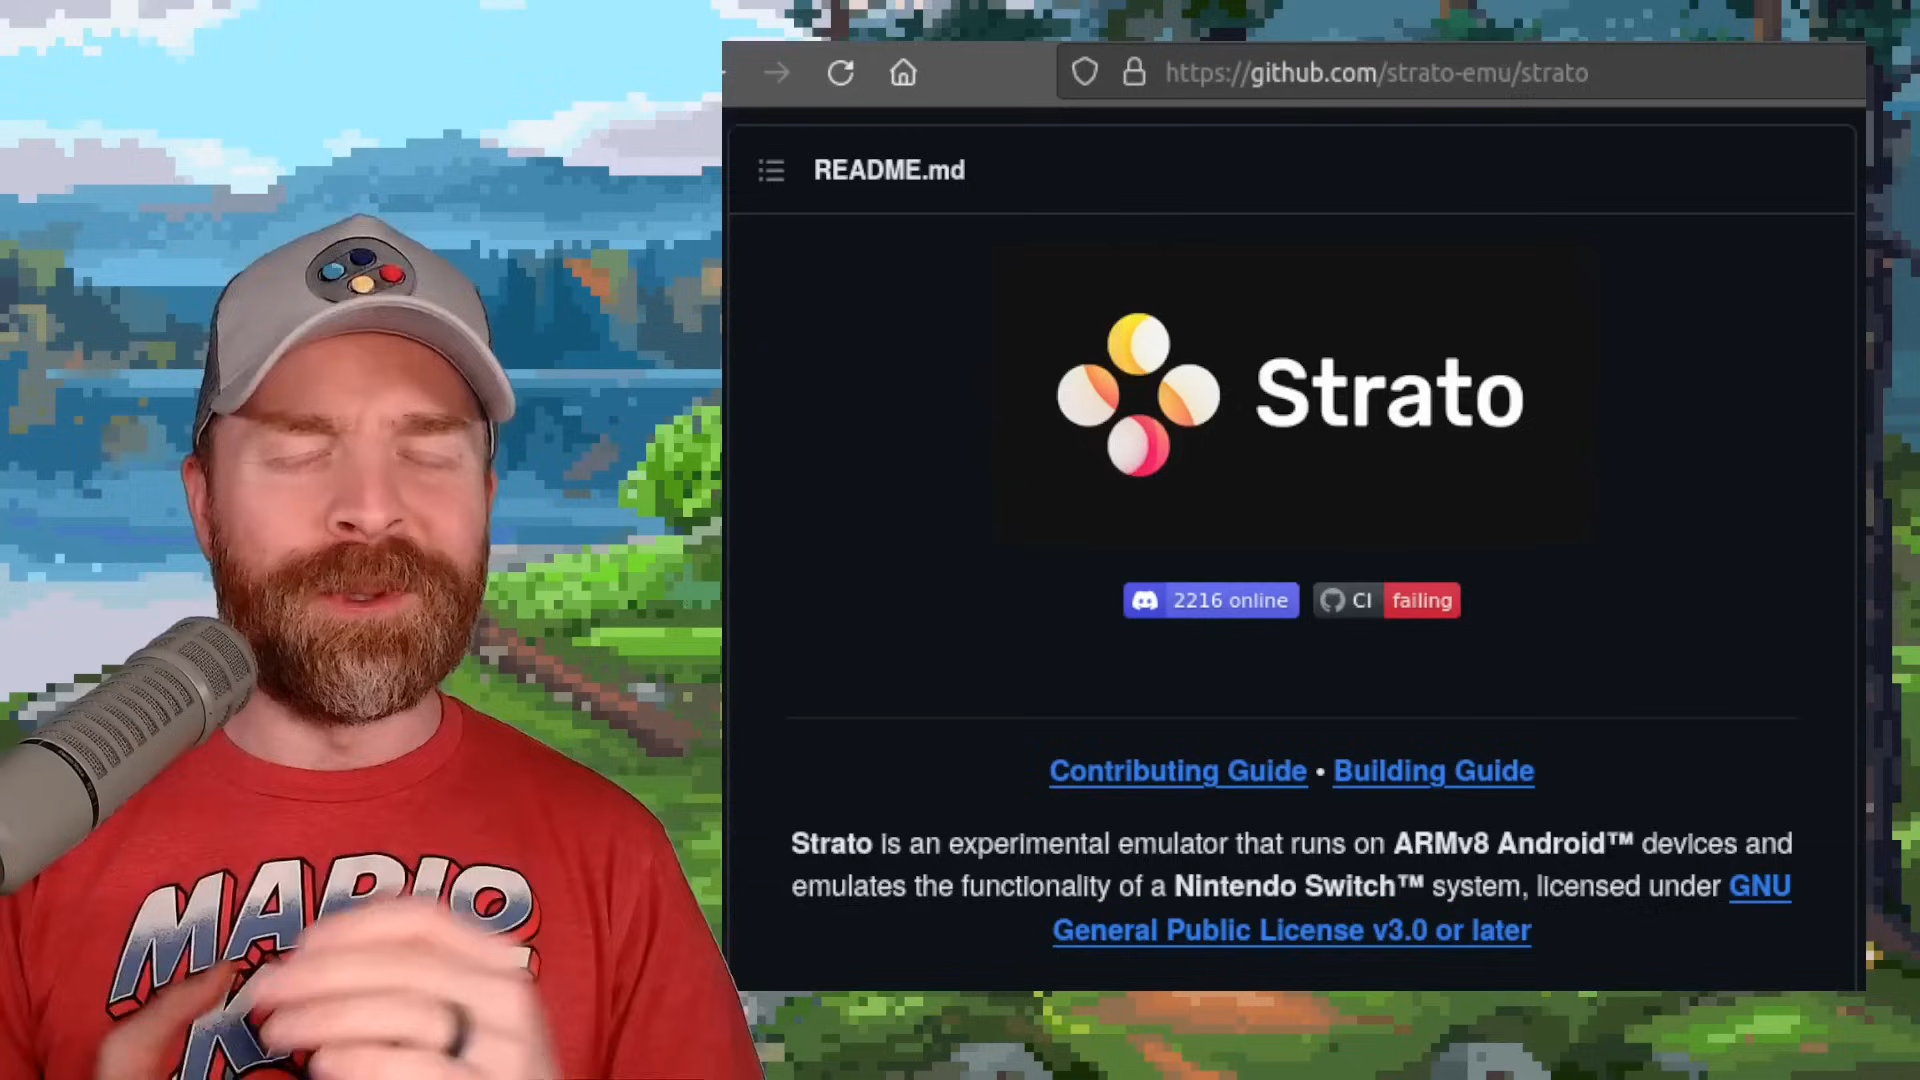 https://github.com/strato-emu/strato
README.md
Strato
2216 online
CI failing
Contributing Guide • Building Guide
Strato is an experimental emulator that runs on ARMv8 Android™ devices and
emulates the functionality of a Nintendo Switch™ system, licensed under GNU
General Public License v3.0 or later
MARIO